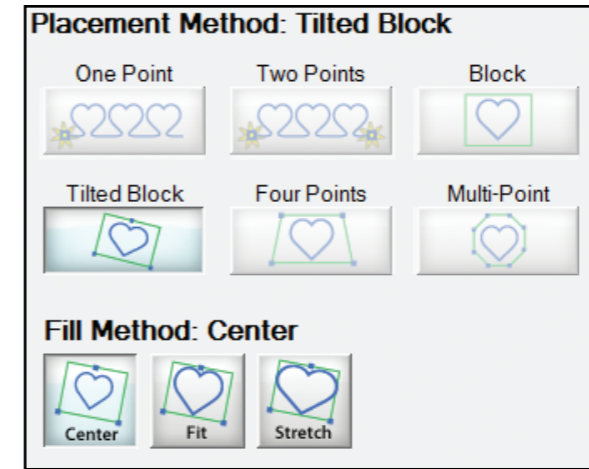 Placement Method: Tilted Block
One Point Two Points Block
Tilted Block Four Points Multi-Point
Fill Method: Center
Center Fit Stretch